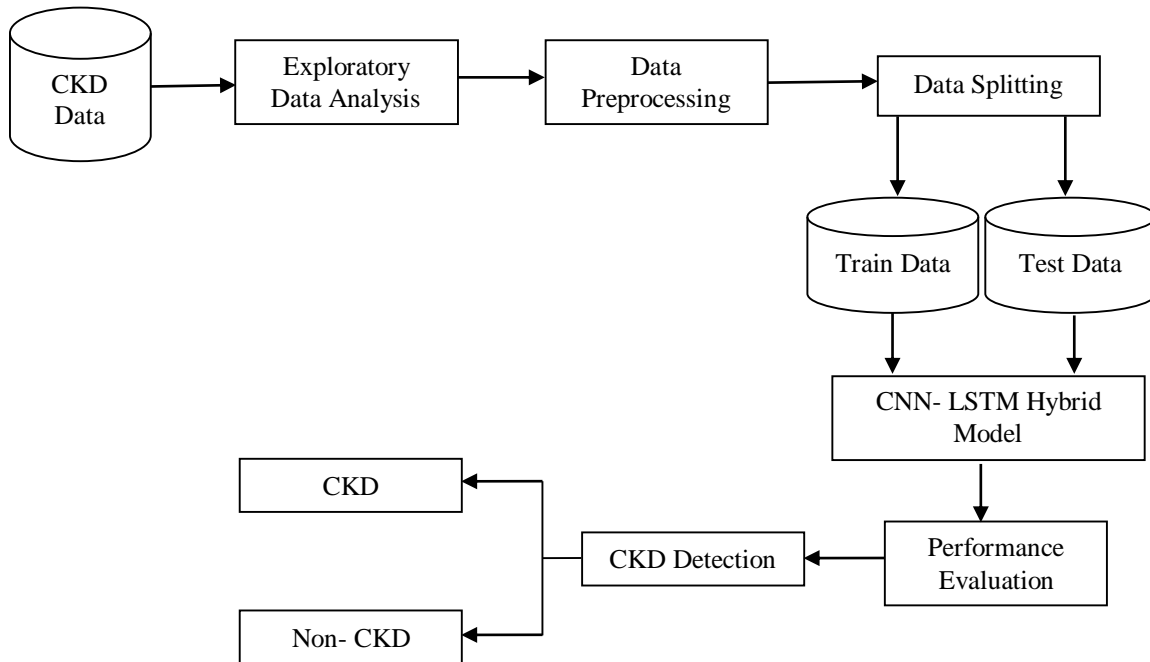 CKD
Data
Exploratory
Data Analysis
Data
Preprocessing
Data Splitting
Train Data
Test Data
CNN- LSTM Hybrid
Model
Performance
Evaluation
CKD Detection
CKD
Non- CKD